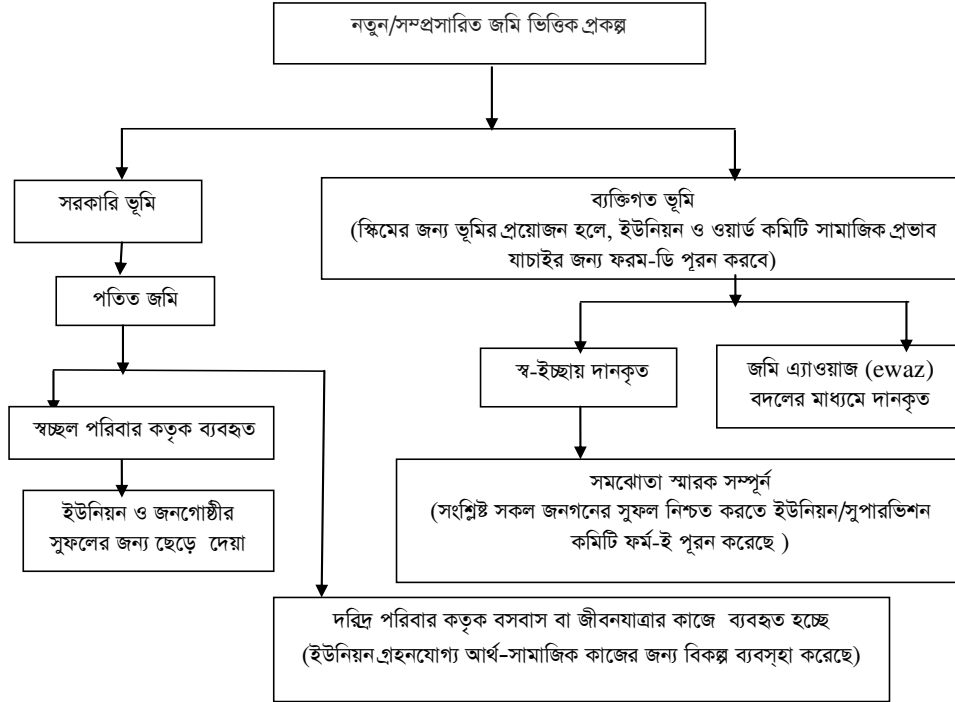 নতুন/সম্প্রসারিত জমি ভিত্তিক প্রকল্প
সরকারি ভূমি
ব্যক্তিগত ভূমি
(স্কিমের জন্য ভূমির প্রয়োজন হলে, ইউনিয়ন ও ওয়ার্ড কমিটি সামাজিক প্রভাব
যাচাইর জন্য ফরম-ডি পূরন করবে)
পতিত জমি
স্ব-ইচ্ছায় দানকৃত
জমি এ্যাওয়াজ (ewaz)
বদলের মাধ্যমে দানকৃত
স্বচ্ছল পরিবার কতৃক ব্যবহৃত
সমঝোতা স্মারক সম্পূর্ন
(সংশ্লিষ্ট সকল জনগনের সুফল নিশ্চত করতে ইউনিয়ন/সুপারভিশন
কমিটি ফর্ম-ই পূরন করেছে )
ইউনিয়ন ও জনগোষ্ঠীর
সুফলের জন্য ছেড়ে দেয়া
দরিদ্র পরিবার কতৃক বসবাস বা জীবনযাত্রার কাজে ব্যবহৃত হচ্ছে
(ইউনিয়ন গ্রহনযোগ্য আর্থ-সামাজিক কাজের জন্য বিকল্প ব্যবস্হা করেছে)